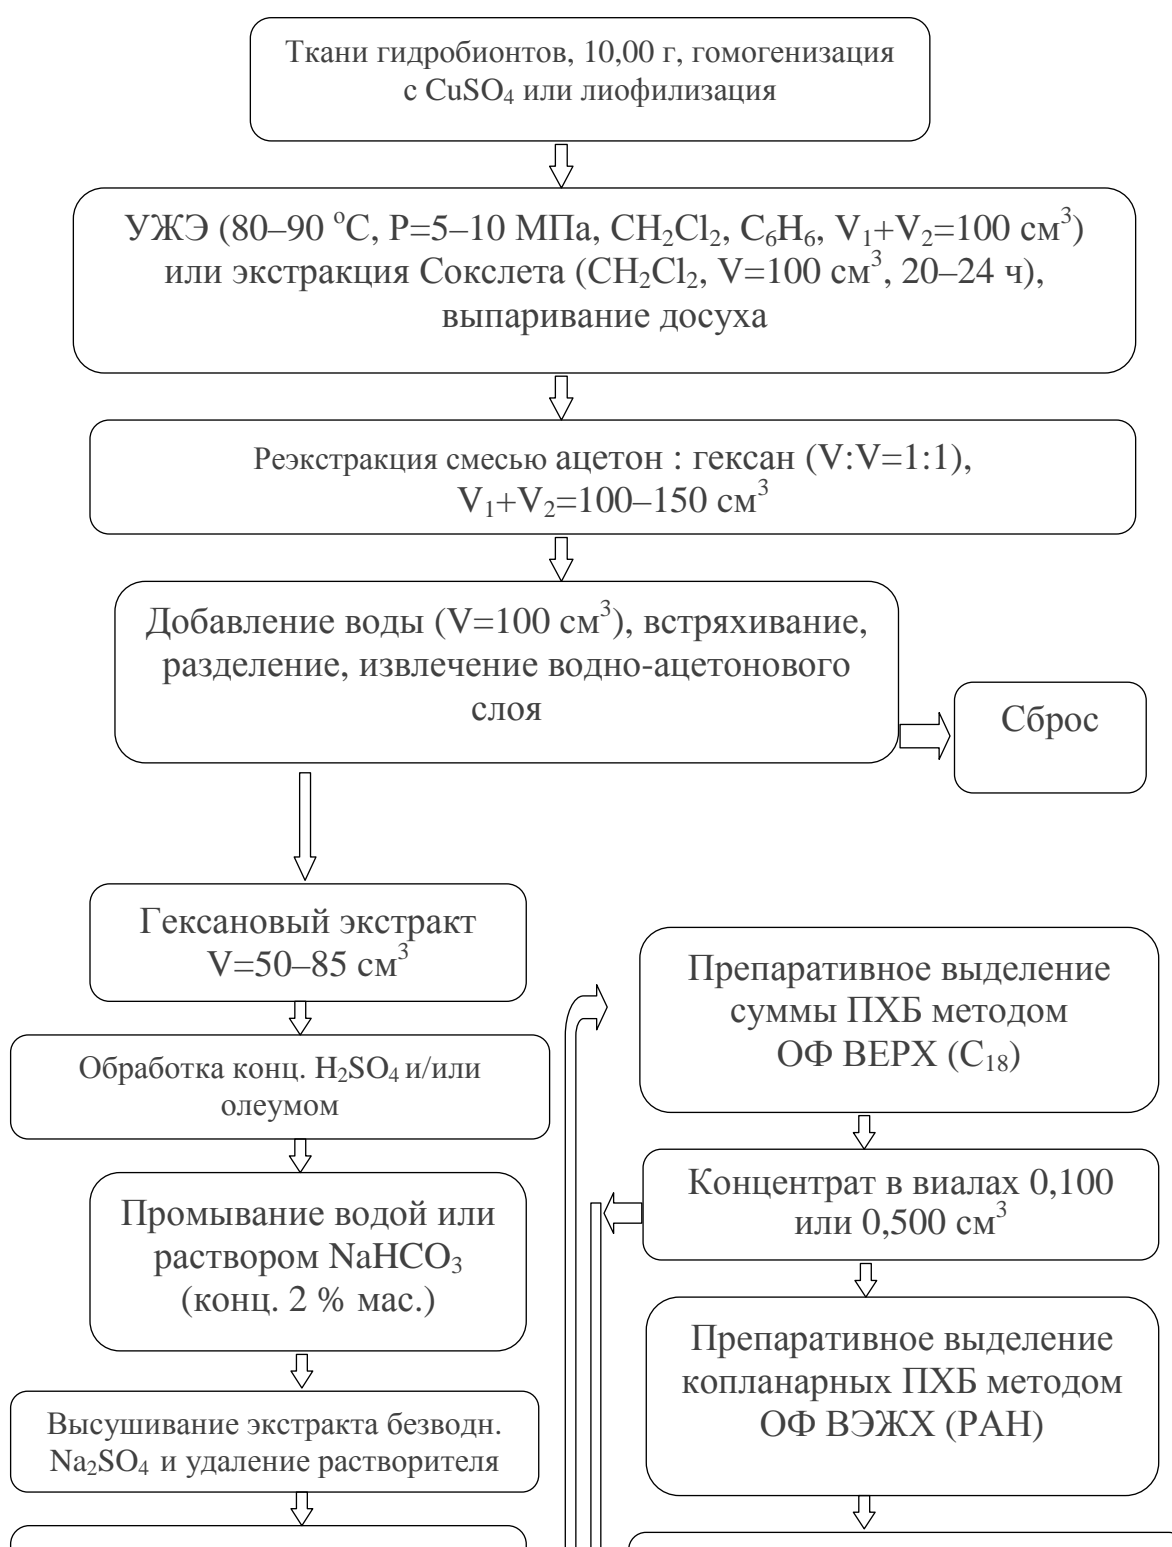 Ткани гидробионтов, 10,00 г, гомогенизация
с CuSO₄ или лиофилизация
УЖЭ (80–90 ºС, Р=5–10 МПа, CH₂Cl₂, C₆H₆, V₁+V₂=100 см³)
или экстракция Сокслета (CH₂Cl₂, V=100 см³, 20–24 ч),
выпаривание досуха
Реэкстракция смесью ацетон : гексан (V:V=1:1),
V₁+V₂=100–150 см³
Добавление воды (V=100 см³), встряхивание,
разделение, извлечение водно-ацетонового
слоя
Сброс
Гексановый экстракт
V=50–85 см³
Обработка конц. H₂SO₄ и/или
олеумом
Промывание водой или
раствором NaHCO₃
(конц. 2 % мас.)
Высушивание экстракта безводн.
Na₂SO₄ и удаление растворителя
Препаративное выделение
суммы ПХБ методом
ОФ ВЕРХ (C₁₈)
Концентрат в виалах 0,100
или 0,500 см³
Препаративное выделение
копланарных ПХБ методом
ОФ ВЭЖХ (PAH)